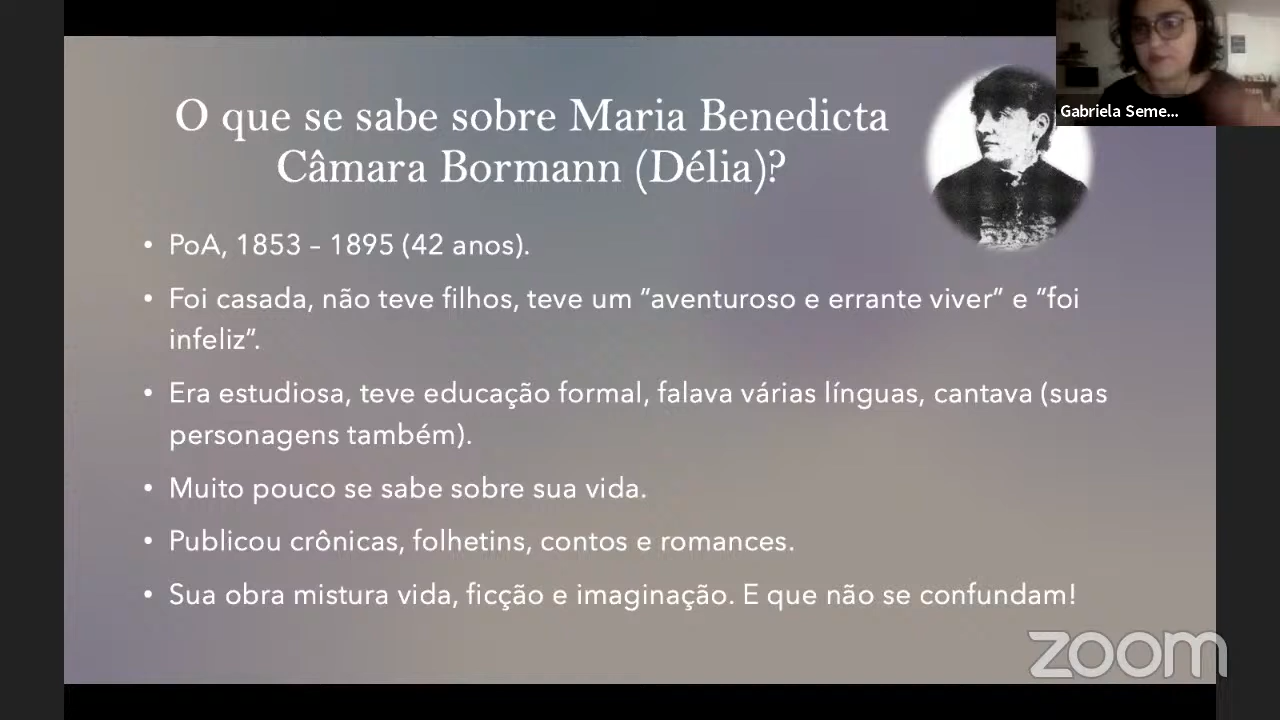 O que se sabe sobre Maria Benedicta
Câmara Bormann (Délia)?
Gabriela Seme...
• PoA, 1853 – 1895 (42 anos).
• Foi casada, não teve filhos, teve um “aventuroso e errante viver” e “foi
infeliz”.
• Era estudiosa, teve educação formal, falava várias línguas, cantava (suas
personagens também).
• Muito pouco se sabe sobre sua vida.
• Publicou crônicas, folhetins, contos e romances.
• Sua obra mistura vida, ficção e imaginação. E que não se confundam!
zoom